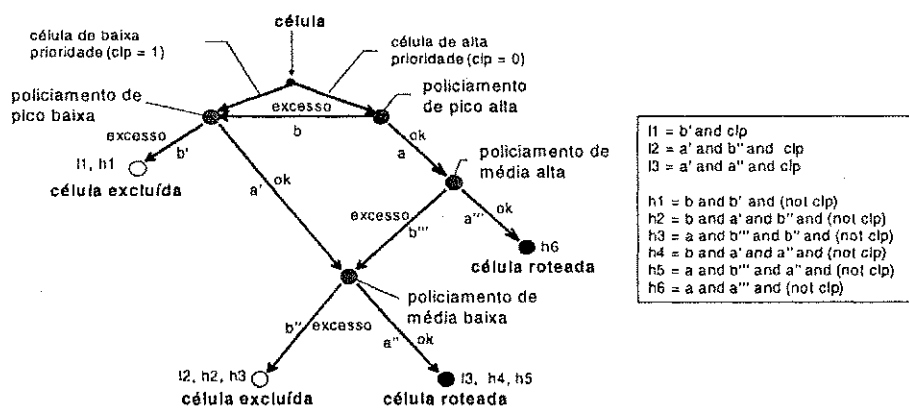 célula
célula de baixa
prioridade (clp = 1)
célula de alta
prioridade (clp = 0)
policiamento de
pico baixa
excesso
b
policiamento
de pico alta
excesso
b'
l1, h1
célula excluída
ok
a
policiamento de
média alta
a'
ok
excesso
b'''
a'''
ok
h6
célula roteada
policiamento de
média baixa
b''
excesso
a''
ok
l2, h2, h3
célula excluída
l3, h4, h5
célula roteada
l1 = b' and clp
l2 = a' and b'' and clp
l3 = a' and a'' and clp
h1 = b and b' and (not clp)
h2 = b and a' and b'' and (not clp)
h3 = a and b''' and b'' and (not clp)
h4 = b and a' and a'' and (not clp)
h5 = a and b''' and a'' and (not clp)
h6 = a and a''' and (not clp)